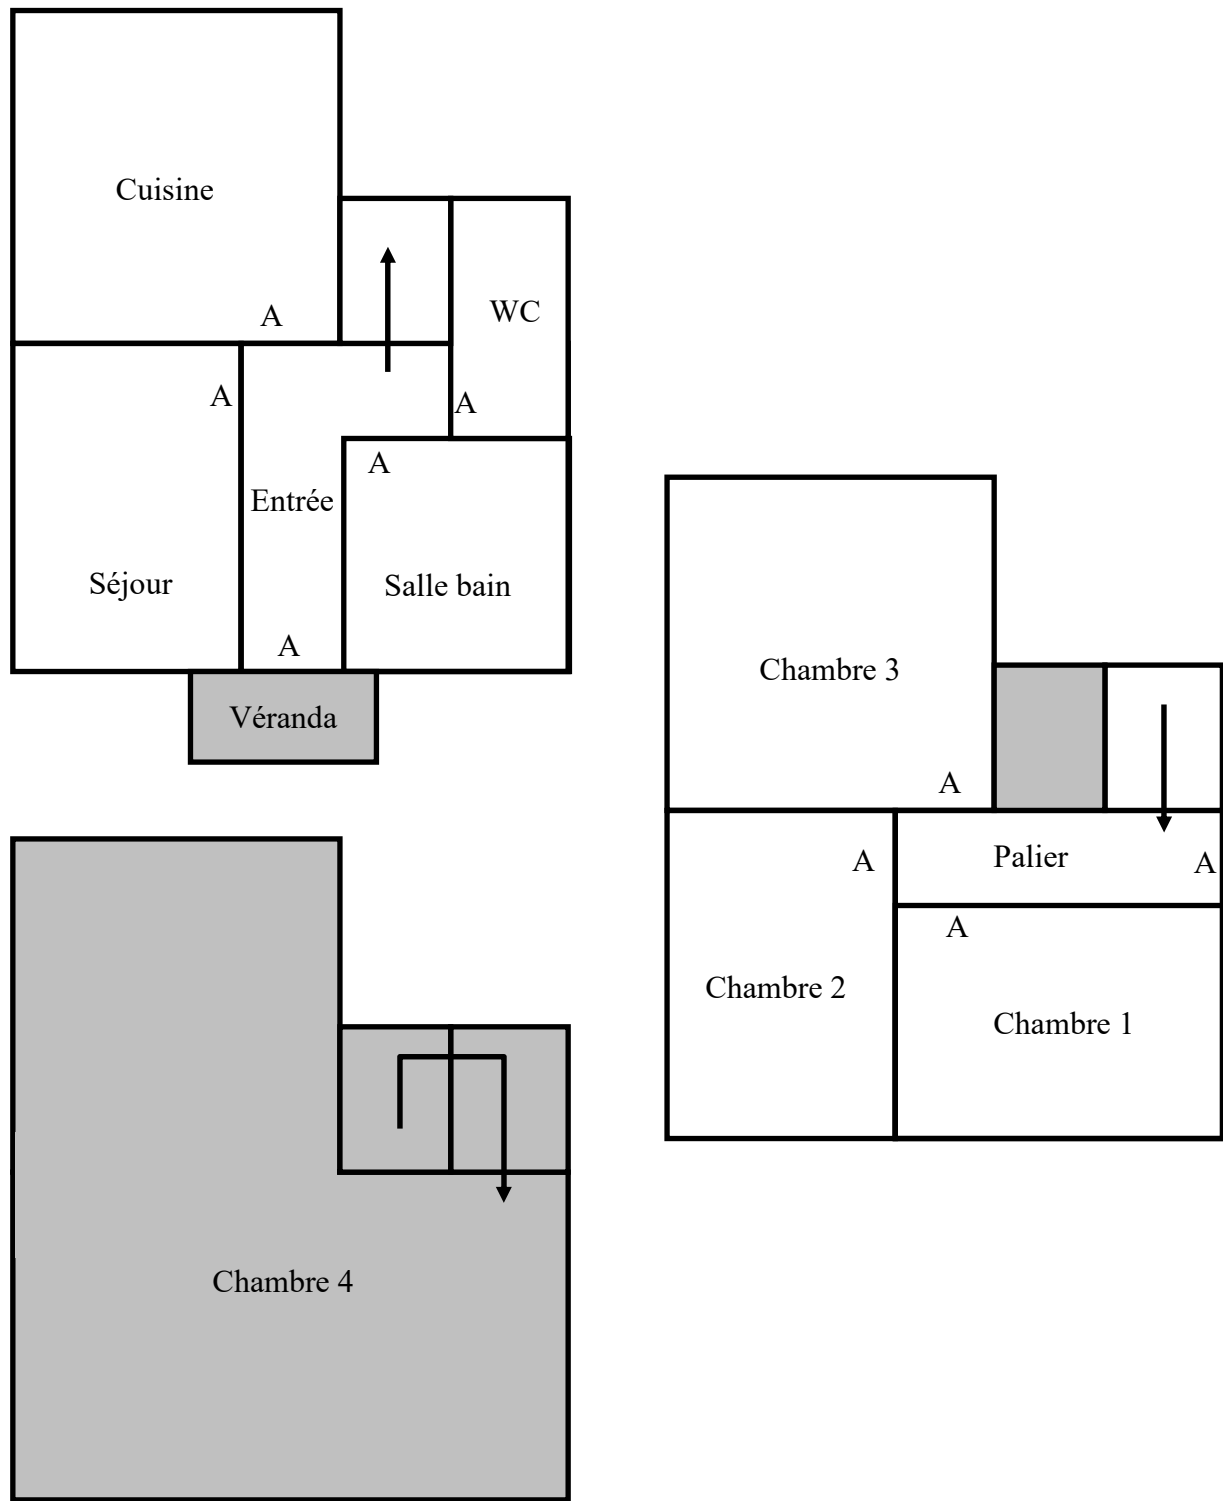 Cuisine
WC
A
A
A
A
Entrée
Séjour
Salle bain
A
Véranda
Chambre 3
A
Palier
A
A
A
Chambre 2
Chambre 1
Chambre 4